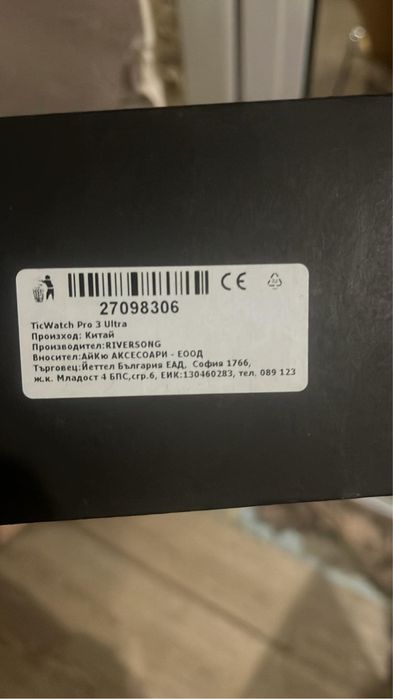 27098306
TicWatch Pro 3 Ultra
Произход: Китай
Производител:RIVERSONG
Вносител:АйКю АКСЕСОАРИ - ЕООД
Търговец:Йеттел България ЕАД, София 1766,
ж.к. Младост 4 БПС,сгр.6, ЕИК:130460283, тел. 089 123